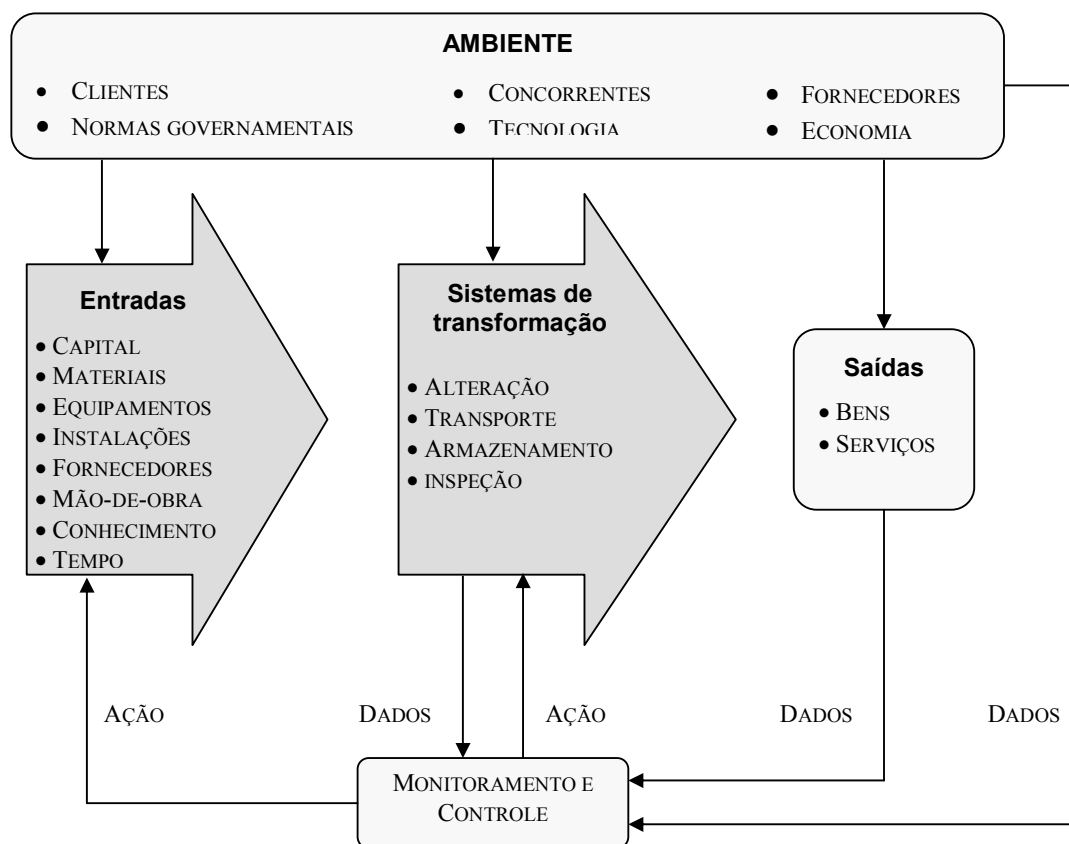 AMBIENTE
• CLIENTES
• NORMAS GOVERNAMENTAIS
• CONCORRENTES
• TECNOLOGIA
• FORNECEDORES
• ECONOMIA
Entradas
• CAPITAL
• MATERIAIS
• EQUIPAMENTOS
• INSTALAÇÕES
• FORNECEDORES
• MÃO-DE-OBRA
• CONHECIMENTO
• TEMPO
Sistemas de
transformação
• ALTERAÇÃO
• TRANSPORTE
• ARMAZENAMENTO
• INSPEÇÃO
Saídas
• BENS
• SERVIÇOS
AÇÃO
DADOS
AÇÃO
DADOS
DADOS
MONITORAMENTO E
CONTROLE